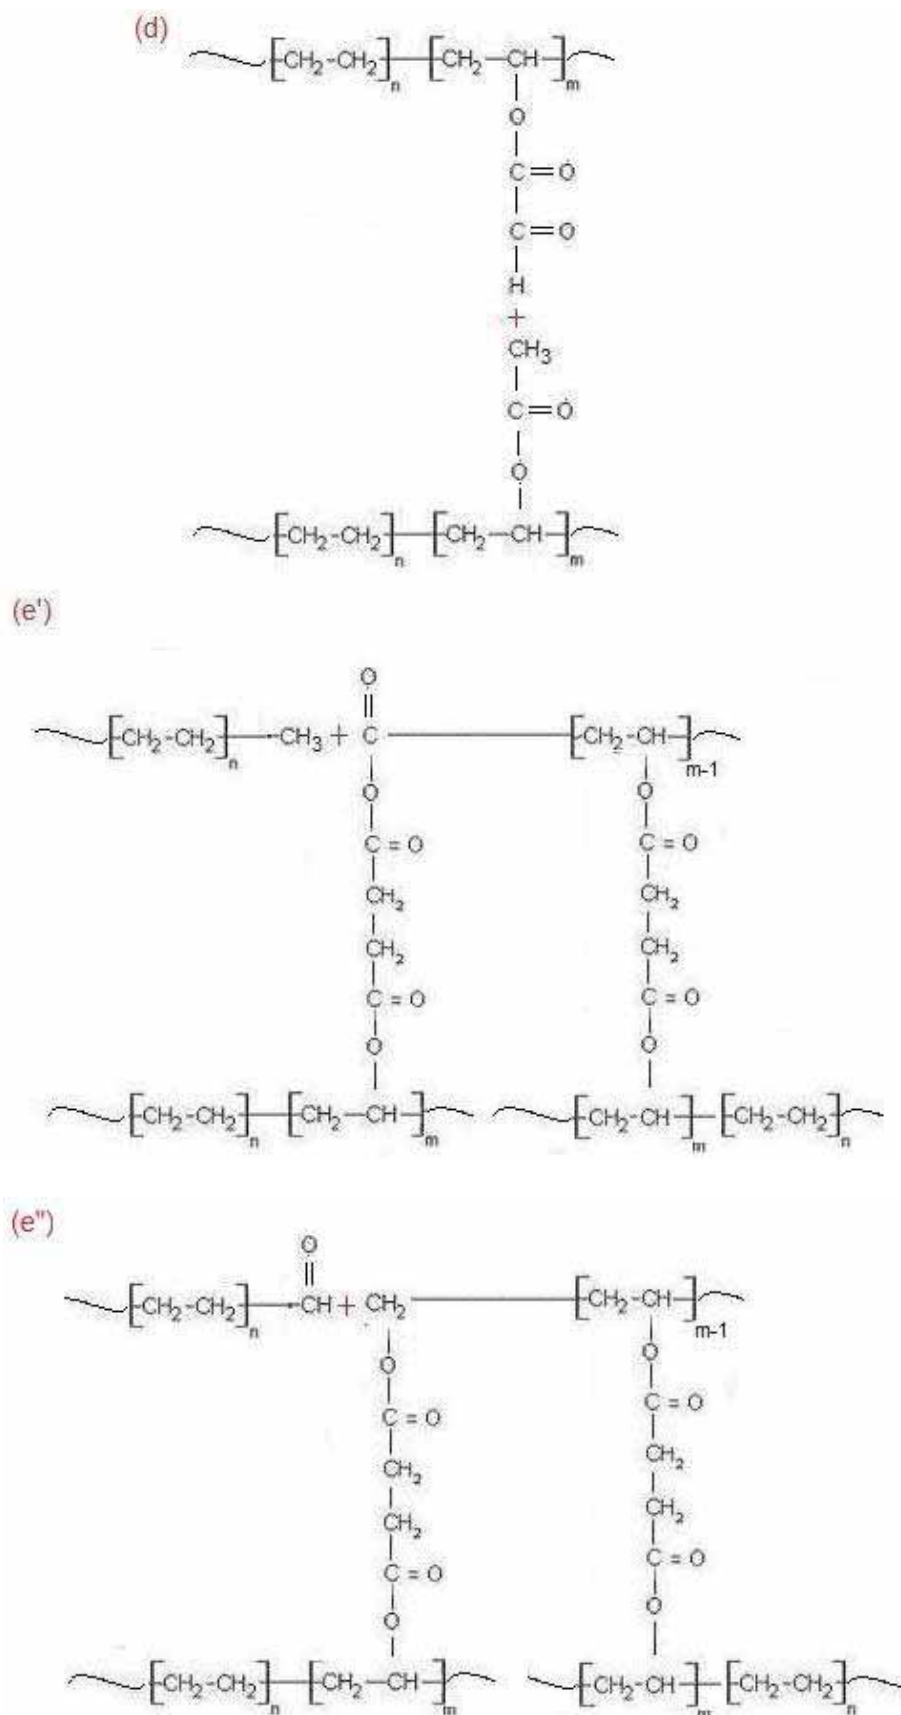 (d)
[CH₂-CH₂]ₙ [CH₂ CH]ₘ
O
C=O
C=O
H
+
CH₃
C=O
O
[CH₂-CH₂]ₙ [CH₂ CH]ₘ
(e')
O
[CH₂-CH₂]ₙ CH₃ + C [CH₂-CH]m-1
O O
C=O C=O
CH₂ CH₂
CH₂ CH₂
C=O C=O
O O
[CH₂-CH₂]ₙ [CH₂ CH]ₘ [CH₂-CH]ₘ [CH₂-CH₂]ₙ
(e")
O
[CH₂-CH₂]ₙ CH + CH₂ [CH₂-CH]m-1
O O
C=O C=O
CH₂ CH₂
CH₂ CH₂
C=O C=O
O O
[CH₂-CH₂]ₙ [CH₂ CH]ₘ [CH₂-CH]ₘ [CH₂-CH₂]ₙ